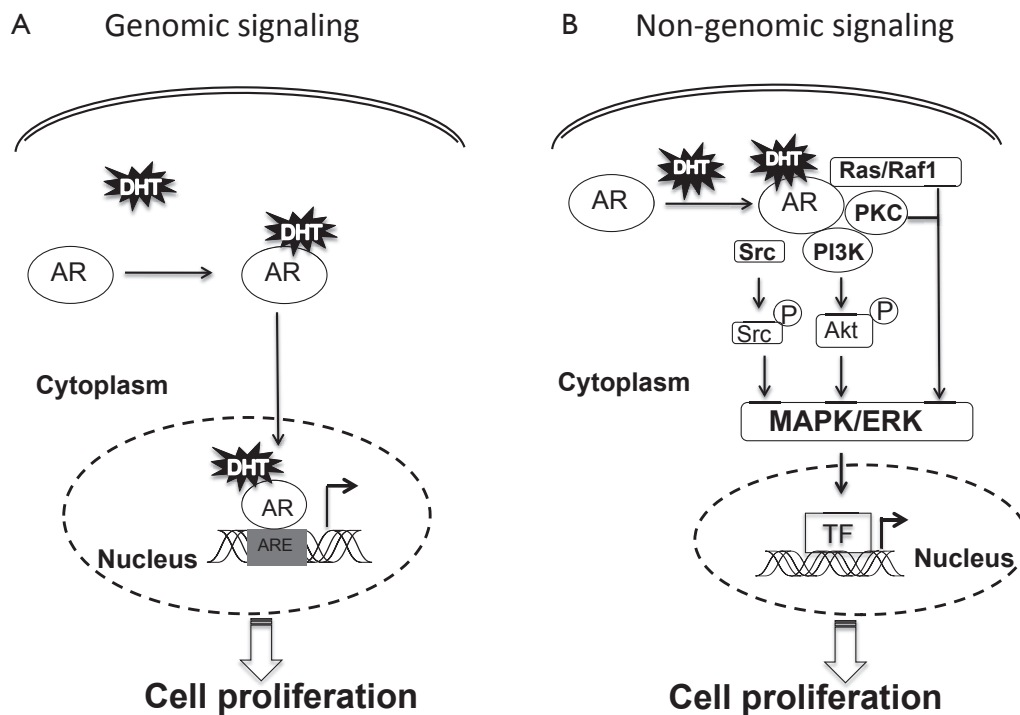 A Genomic signaling
DHT
DHT
AR
AR
Cytoplasm
DHT
AR
ARE
Nucleus
Cell proliferation
B Non-genomic signaling
DHT
DHT
Ras/Raf1
AR
AR
PKC
Src
PI3K
P
P
Src
Akt
Cytoplasm
MAPK/ERK
TF
Nucleus
Cell proliferation